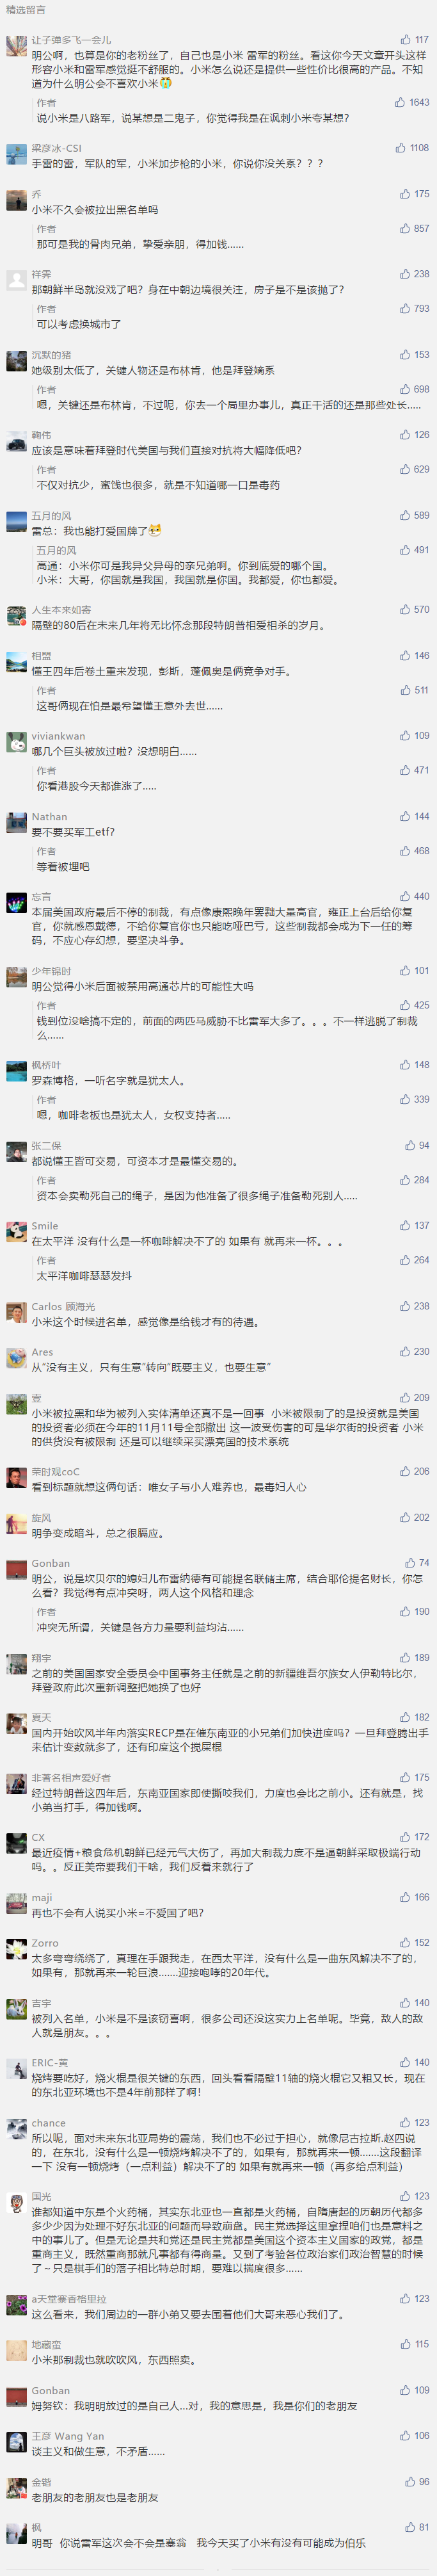 精选留言
让子弹多飞一会儿
117
明公啊，也算是你的老粉丝了，自己也是小米 雷军的粉丝。看这你今天文章开头这样
形容小米和雷军感觉挺不舒服的。小米怎么说还是提供一些性价比很高的产品。不知
道为什么明公会不喜欢小米😭
作者
1643
说小米是八路军，说某想是二鬼子，你觉得我是在讽刺小米夸某想？
梁彦冰-CSI
1108
手雷的雷，军队的军，小米加步枪的小米，你说你没关系？？？
乔
175
小米不久会被拉出黑名单吗
作者
857
那可是我的骨肉兄弟，挚爱亲朋，得加钱......
祥霁
238
那朝鲜半岛就没戏了吧？身在中朝边境很关注，房子是不是该抛了？
作者
793
可以考虑换城市了
沉默的猪
153
她级别太低了，关键人物还是布林肯，他是拜登嫡系
作者
698
嗯，关键还是布林肯，不过呢，你去一个局里办事儿，真正干活的还是那些处长.....
鞠伟
126
应该是意味着拜登时代美国与我们直接对抗将大幅降低吧？
作者
629
不仅对抗少，蜜饯也很多，就是不知道哪一口是毒药
五月的风
589
雷总：我也能打爱国牌了
五月的风
491
高通：小米你可是我异父异母的亲兄弟啊。你到底爱的哪个国。
小米：大哥，你国就是我国，我国就是你国。我都爱，你也都爱。
人生本来如寄
570
隔壁的80后在未来几年将无比怀念那段特朗普相爱相杀的岁月。
相盟
146
懂王四年后卷土重来发现，彭斯，蓬佩奥是俩竞争对手。
作者
511
这哥俩现在怕是最希望懂王意外去世......
viviankwan
109
哪几个巨头被放过啦？没想明白......
作者
471
你看港股今天都谁涨了.....
Nathan
144
要不要买军工etf?
作者
468
等着被埋吧
忘言
440
本届美国政府最后不停的制裁，有点像康熙晚年罢黜大量高官，雍正上台后给你复
官，你就感恩戴德，不给你复官你也只能吃哑巴亏，这些制裁都会成为下一任的筹
码，不应心存幻想，要坚决斗争。
少年锦时
101
明公觉得小米后面被禁用高通芯片的可能性大吗
作者
425
钱到位没啥搞不定的，前面的两匹马威胁不比雷军大多了。。。不一样逃脱了制裁
么......
枫桥叶
148
罗森博格，一听名字就是犹太人。
作者
339
嗯，咖啡老板也是犹太人，女权支持者.....
张二保
94
都说懂王皆可交易，可资本才是最懂交易的。
作者
284
资本会卖勒死自己的绳子，是因为他准备了很多绳子准备勒死别人.....
Smile
137
在太平洋 没有什么是一杯咖啡解决不了的 如果有 就再来一杯。。。
作者
264
太平洋咖啡瑟瑟发抖
Carlos 顾海光
238
小米这个时候进名单，感觉像是给钱才有的待遇。
Ares
230
从“没有主义，只有生意”转向“既要主义，也要生意”
壹
209
小米被拉黑和华为被列入实体清单还真不是一回事  小米被限制了的是投资就是美国
的投资者必须在今年的11月11号全部撤出 这一波受伤害的可是华尔街的投资者 小米
的供货没有被限制 还是可以继续采买漂亮国的技术系统
荣时观coC
206
看到标题就想这俩句话：唯女子与小人难养也，最毒妇人心
旋风
202
明争变成暗斗，总之很膈应。
Gonban
74
明公，说是坎贝尔的媳妇儿布雷纳德有可能提名联储主席，结合耶伦提名财长，你怎
么看？我觉得有点冲突呀，两人这个风格和理念
作者
190
冲突无所谓，关键是各方力量要利益均沾......
翔宇
189
之前的美国国家安全委员会中国事务主任就是之前的新疆维吾尔族女人伊勒特比尔，
拜登政府此次重新调整把她换了也好
夏天
182
国内开始吹风半年内落实RECP是在催东南亚的小兄弟们加快进度吗？一旦拜登腾出手
来估计变数就多了，还有印度这个搅屎棍
非著名相声爱好者
175
经过特朗普这四年后，东南亚国家即使撕咬我们，力度也会比之前小。还有就是，找
小弟当打手，得加钱啊。
CX
172
最近疫情+粮食危机朝鲜已经元气大伤了，再加大制裁力度不是逼朝鲜采取极端行动
吗。。反正美帝要我们干啥，我们反着来就行了
maji
166
再也不会有人说买小米=不爱国了吧？
Zorro
152
太多弯弯绕绕了，真理在手跟我走，在西太平洋，没有什么是一曲东风解决不了的，
如果有，那就再来一轮巨浪.......迎接咆哮的20年代。
吉宇
140
被列入名单，小米是不是该窃喜啊，很多公司还没这实力上名单呢。毕竟，敌人的敌
人就是朋友。。。
ERIC-黄
140
烧烤要吃好，烧火棍是很关键的东西，回头看看隔壁11轴的烧火棍它又粗又长，现在
的东北亚环境也不是4年前那样了啊！
chance
123
所以呢，面对未来东北亚局势的震荡，我们也不必过于担心，就像尼古拉斯.赵四说
的，在东北，没有什么是一顿烧烤解决不了的，如果有，那就再来一顿.......这段翻译
一下 没有一顿烧烤（一点利益）解决不了的 如果有就再来一顿（再多给点利益）
国光
123
谁都知道中东是个火药桶，其实东北亚也一直都是火药桶，自隋唐起的历朝历代都多
多少少因为处理不好东北亚的问题而导致崩盘。民主党选择这里拿捏咱们也是意料之
中的事儿了。但是无论是共和党还是民主党都是美国这个资本主义国家的政党，都是
重商主义，既然重商那就凡事都有得商量。又到了考验各位政治家们政治智慧的时候
了～只是棋手们的落子相比特总时期，要难以揣度很多......
a天堂寨香格里拉
123
这么看来，我们周边的一群小弟又要去围着他们大哥来恶心我们了。
地藏蛮
115
小米那制裁也就吹吹风，东西照卖。
Gonban
109
姆努钦：我明明放过的是自己人...对，我的意思是，我是你们的老朋友
王彦 Wang Yan
106
谈主义和做生意，不矛盾......
金锴
96
老朋友的老朋友也是老朋友
枫
81
明哥  你说雷军这次会不会是塞翁   我今天买了小米有没有可能成为伯乐